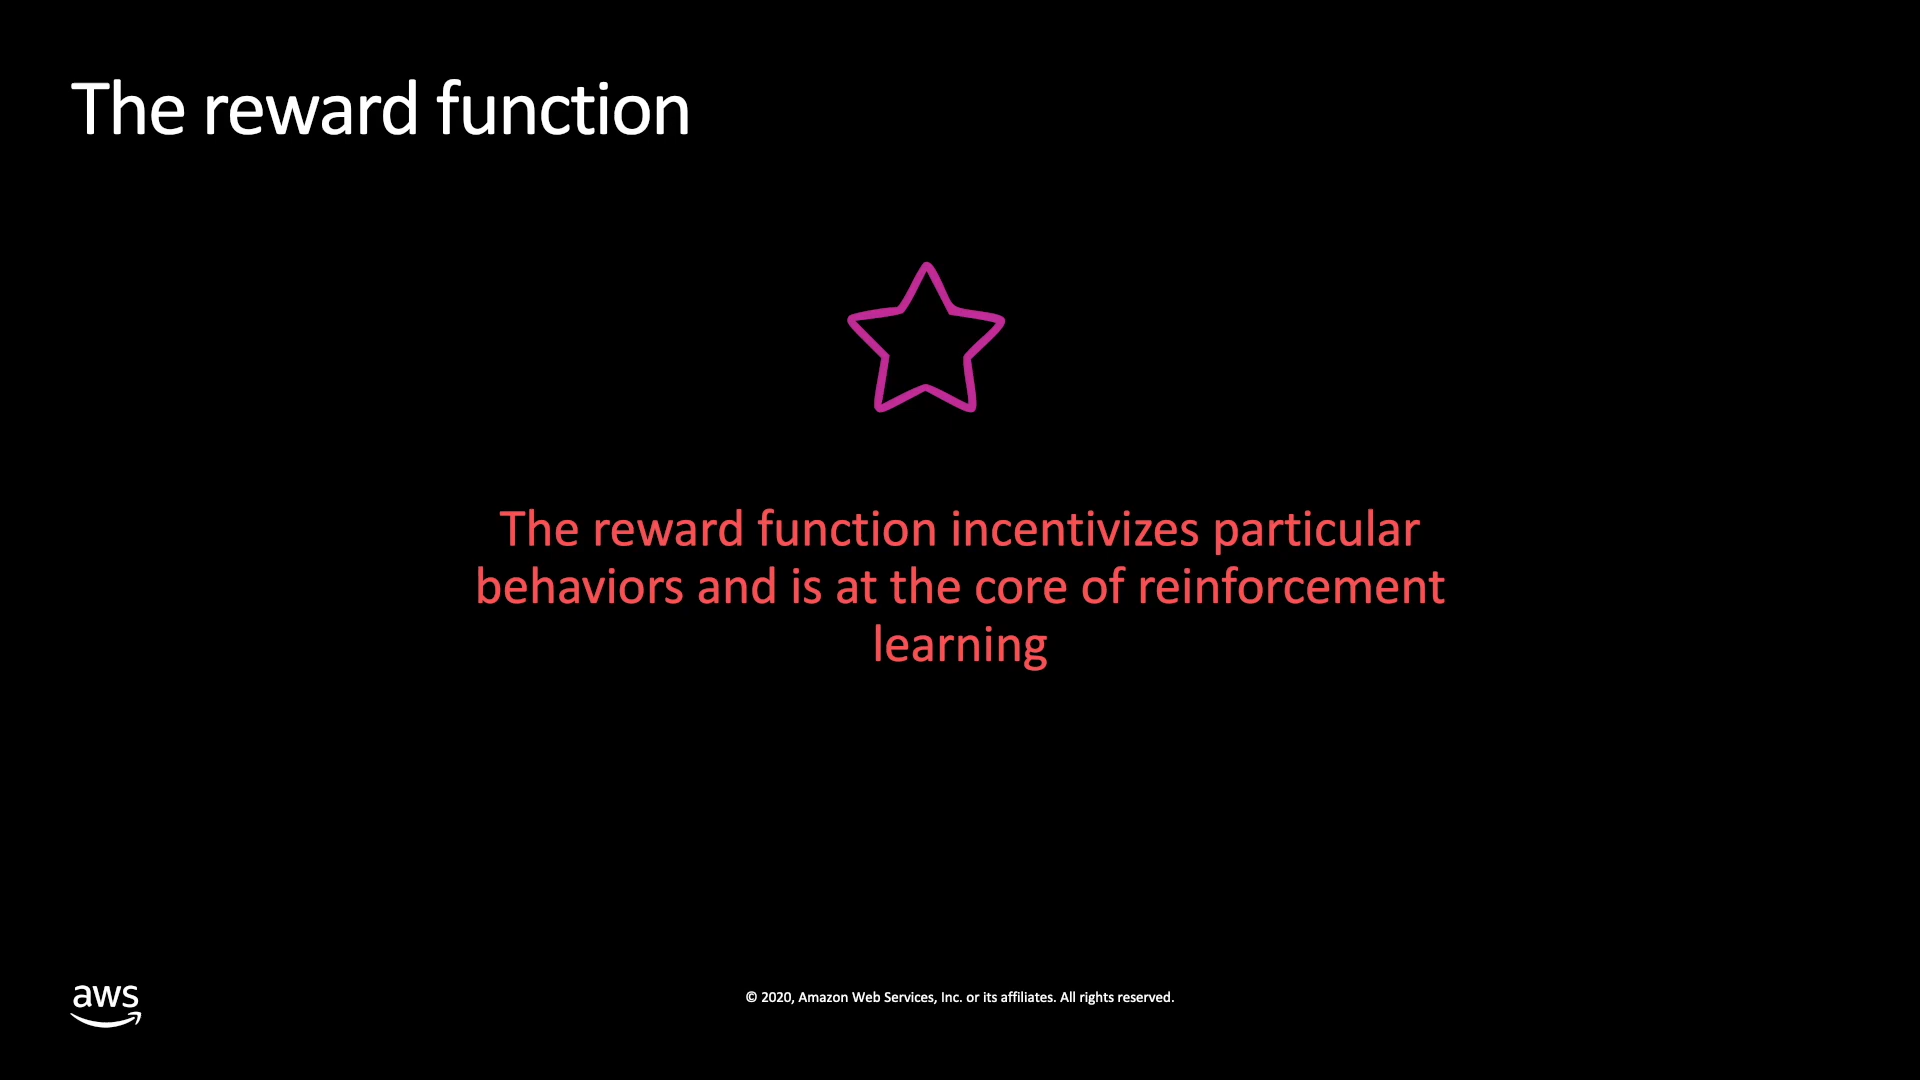 The reward function
The reward function incentivizes particular
behaviors and is at the core of reinforcement
learning
aws
© 2020, Amazon Web Services, Inc. or its affiliates. All rights reserved.